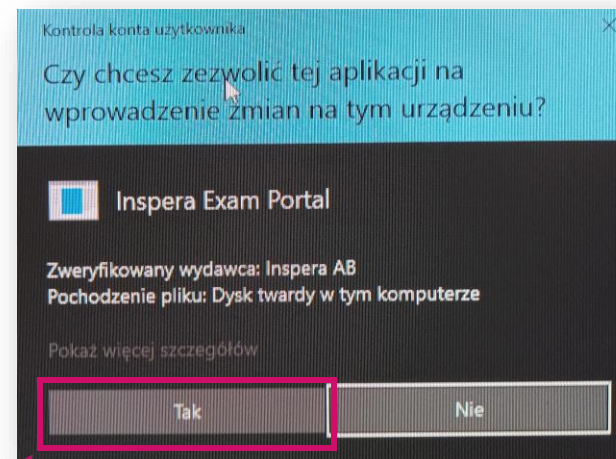 Kontrola konta użytkownika
Czy chcesz zezwolić tej aplikacji na
wprowadzenie zmian na tym urządzeniu?
Inspera Exam Portal
Zweryfikowany wydawca: Inspera AB
Pochodzenie pliku: Dysk twardy w tym komputerze
Pokaż więcej szczegółów
Tak
Nie